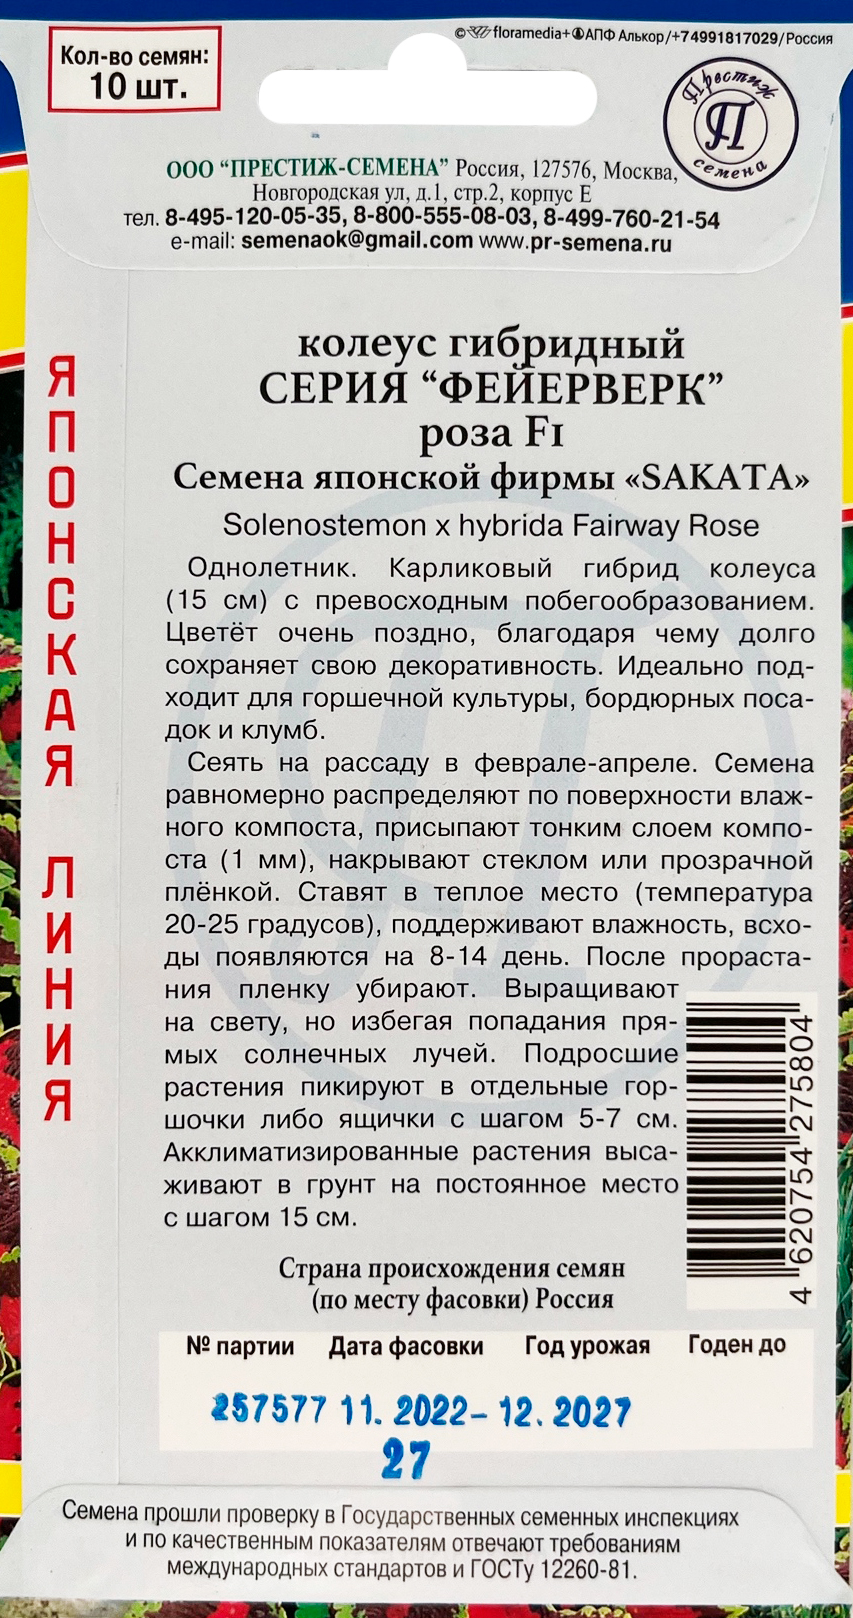 Кол-во семян:
10 шт.
© floramedia+АПФ Алькор/+74991817029/Россия
Престиж
П
семена
ООО “ПРЕСТИЖ-СЕМЕНА” Россия, 127576, Москва,
Новгородская ул, д.1, стр.2, корпус Е
тел. 8-495-120-05-35, 8-800-555-08-03, 8-499-760-21-54
e-mail: semenaok@gmail.com www.pr-semena.ru
ЯПОНСКАЯ ЛИНИЯ
колеус гибридный
СЕРИЯ “ФЕЙЕРВЕРК”
роза F1
Семена японской фирмы «SAKATA»
Solenostemon x hybrida Fairway Rose
Однолетник. Карликовый гибрид колеуса
(15 см) с превосходным побегообразованием.
Цветёт очень поздно, благодаря чему долго
сохраняет свою декоративность. Идеально под-
ходит для горшечной культуры, бордюрных поса-
док и клумб.
Сеять на рассаду в феврале-апреле. Семена
равномерно распределяют по поверхности влаж-
ного компоста, присыпают тонким слоем компо-
ста (1 мм), накрывают стеклом или прозрачной
плёнкой. Ставят в теплое место (температура
20-25 градусов), поддерживают влажность, всхо-
ды появляются на 8-14 день. После прораста-
ния пленку убирают. Выращивают
на свету, но избегая попадания пря-
мых солнечных лучей. Подросшие
растения пикируют в отдельные гор-
шочки либо ящички с шагом 5-7 см.
Акклиматизированные растения выса-
живают в грунт на постоянное место
с шагом 15 см.
4 620754 275804
Страна происхождения семян
(по месту фасовки) Россия
№ партии Дата фасовки Год урожая Годен до
257577 11. 2022- 12. 2027
27
Семена прошли проверку в Государственных семенных инспекциях
и по качественным показателям отвечают требованиям
международных стандартов и ГОСТу 12260-81.